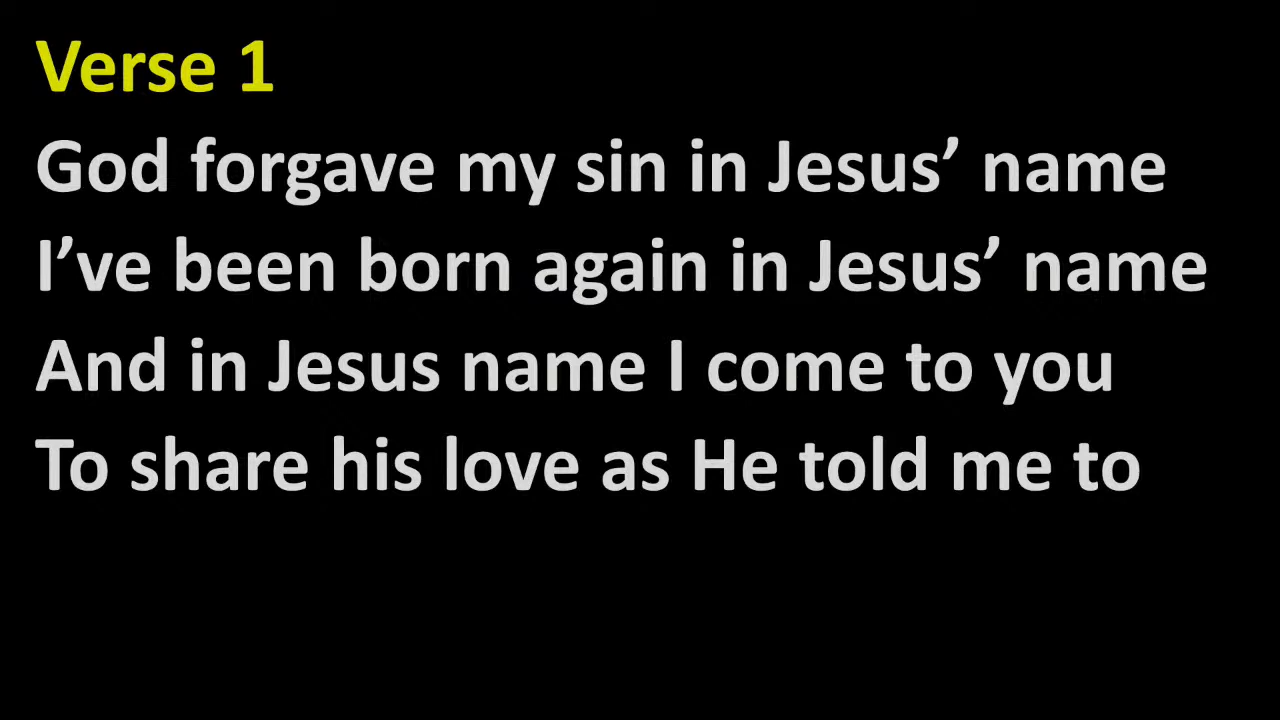 Verse 1
God forgave my sin in Jesus’ name
I’ve been born again in Jesus’ name
And in Jesus name I come to you
To share his love as He told me to